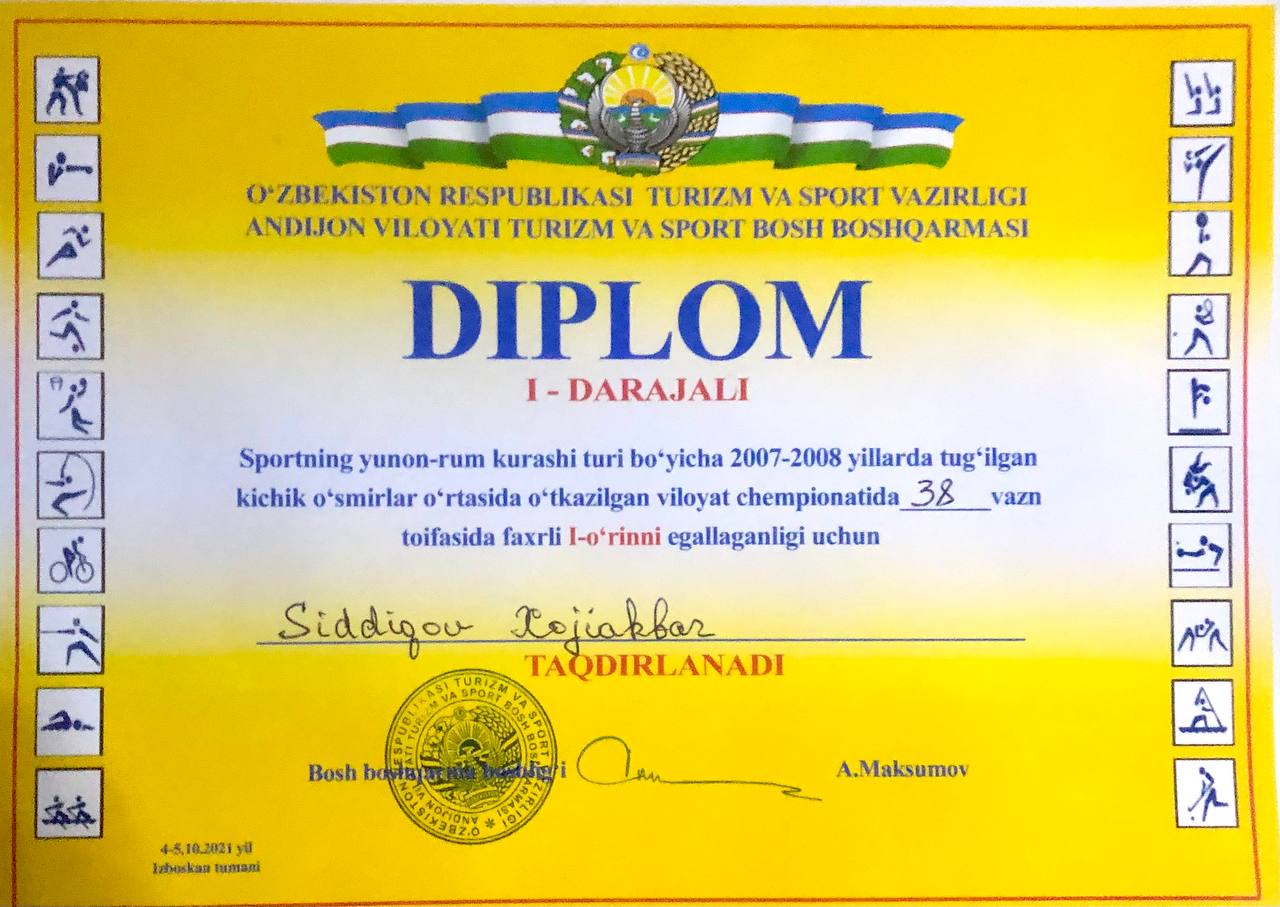 O‘ZBEKISTON RESPUBLIKASI TURIZM VA SPORT VAZIRLIGI
ANDIJON VILOYATI TURIZM VA SPORT BOSH BOSHQARMASI
DIPLOM
I - DARAJALI
Sportning yunon-rum kurashi turi bo‘yicha 2007-2008 yillarda tug‘ilgan
kichik o‘smirlar o‘rtasida o‘tkazilgan viloyat chempionatida 38 vazn
toifasida faxrli I-o‘rinni egallaganligi uchun
Siddiqov Xojiakbar
TAQDIRLANADI
O‘ZBEKISTON RESPUBLIKASI TURIZM VA SPORT VAZIRLIGI
ANDIJON VILOYATI TURIZM VA SPORT BOSH BOSHQARMASI
Bosh boshqarma boshlig‘i
A.Maksumov
4-5.10.2021 yil
Izboskan tumani